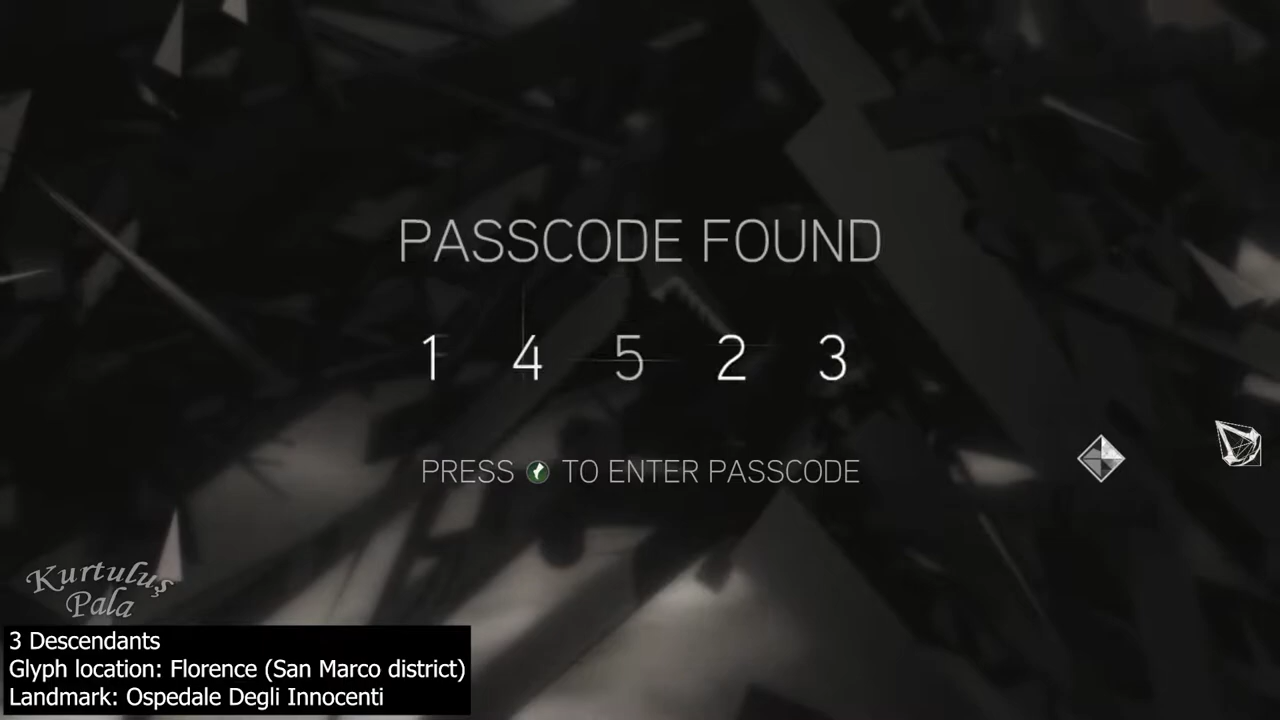 PASSCODE FOUND
1 4 5 2 3
PRESS TO ENTER PASSCODE
Kurtuluş
Pala
3 Descendants
Glyph location: Florence (San Marco district)
Landmark: Ospedale Degli Innocenti